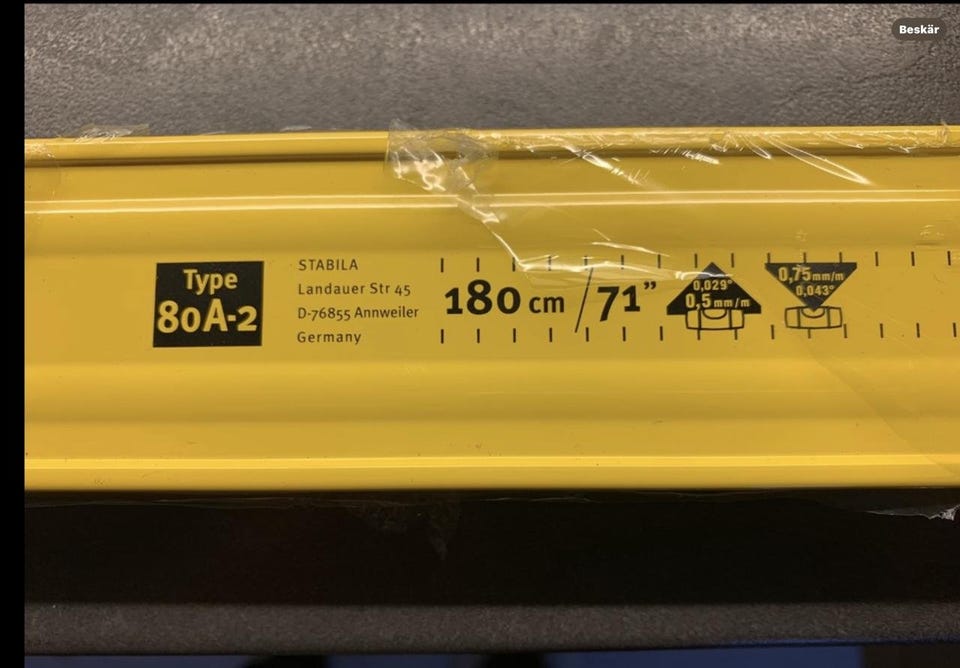 Beskär
Type
80A-2
STABILA
Landauer Str 45
D-76855 Annweiler
Germany
180 cm / 71”
0,029°
0,5 mm/m
0,75 mm/m
0,043°